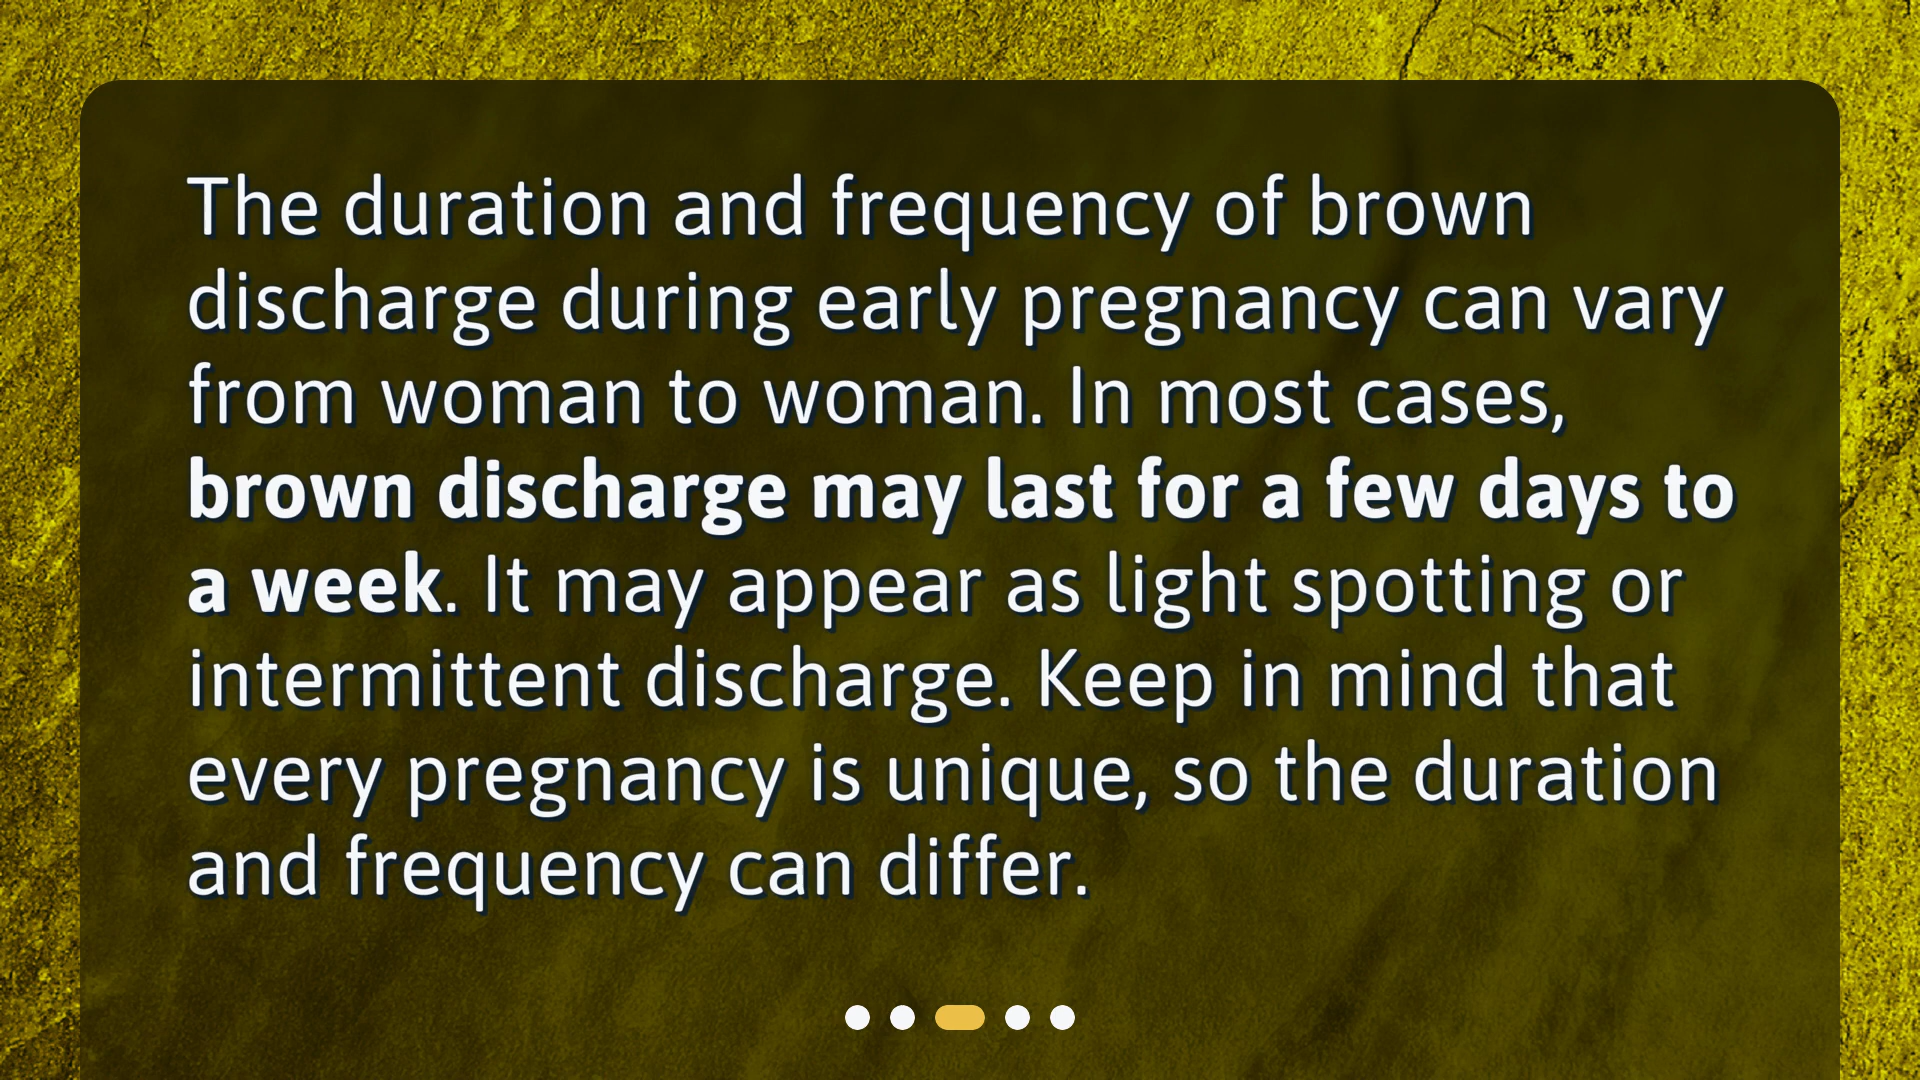 The duration and frequency of brown
discharge during early pregnancy can vary
from woman to woman. In most cases,
brown discharge may last for a few days to
a week. It may appear as light spotting or
intermittent discharge. Keep in mind that
every pregnancy is unique, so the duration
and frequency can differ.